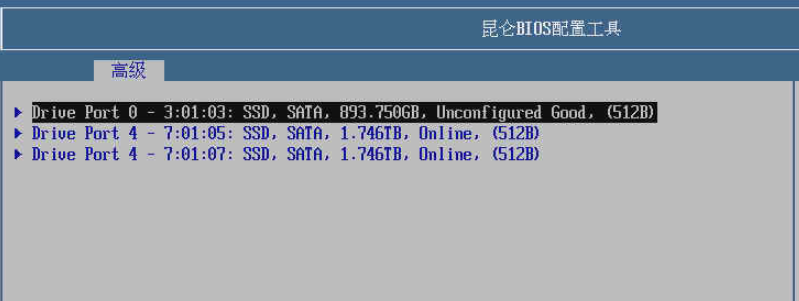 昆仑BIOS配置工具
高级
Drive Port 0 - 3:01:03: SSD, SATA, 893.750GB, Unconfigured Good, (512B)
Drive Port 4 - 7:01:05: SSD, SATA, 1.746TB, Online, (512B)
Drive Port 4 - 7:01:07: SSD, SATA, 1.746TB, Online, (512B)